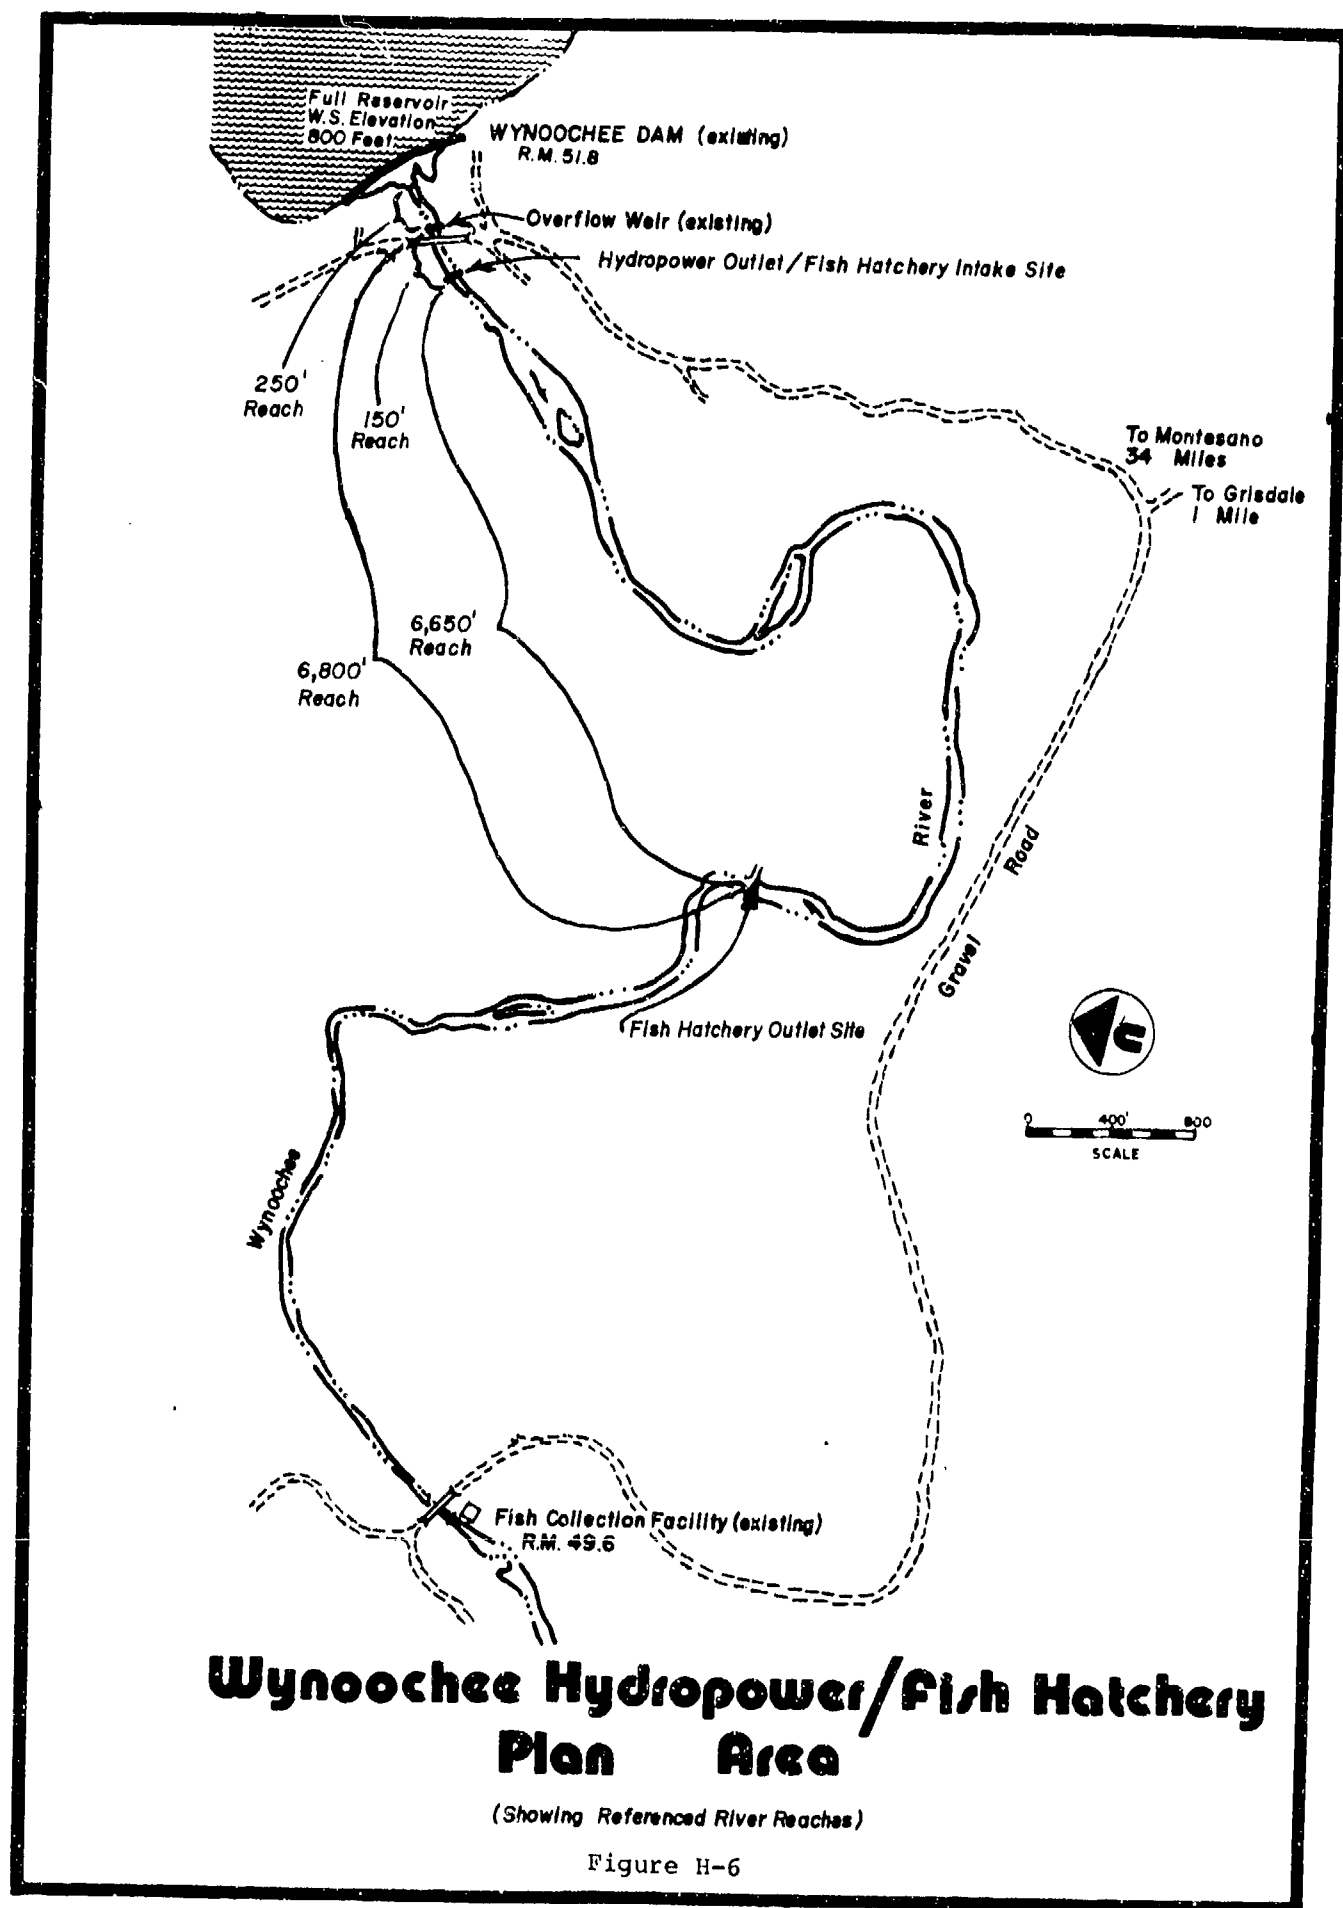 Full Reservoir
W.S. Elevation
800 Feet
WYNOOCHEE DAM (existing)
R.M. 51.8
Overflow Weir (existing)
Hydropower Outlet/Fish Hatchery Intake Site
250'
Reach
150'
Reach
To Montesano
34 Miles
To Grisdale
1 Mile
6,650'
Reach
6,800'
Reach
River
Road
Gravel
Fish Hatchery Outlet Site
n
0 400' 800
SCALE
Wynoochee
Fish Collection Facility (existing)
R.M. 49.6
Wynoochee Hydropower/Fish Hatchery
Plan Area
(Showing Referenced River Reaches)
Figure H-6